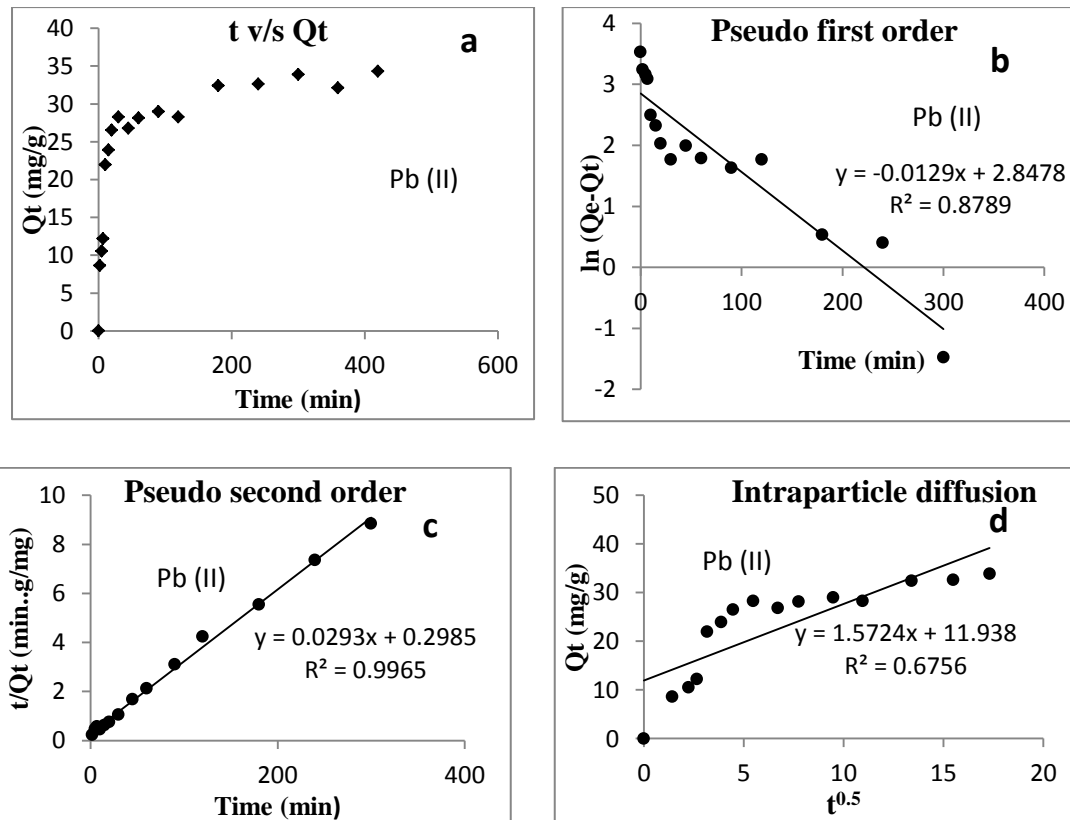 t v/s Qt
a
40
35
30
25
20
15
10
5
0
Qt (mg/g)
Pb (II)
0 200 400 600
Time (min)
Pseudo first order
b
4
3
2
1
0
-1
-2
ln (Qe-Qt)
Pb (II)
y = -0.0129x + 2.8478
R² = 0.8789
0 100 200 300 400
Time (min)
Pseudo second order
c
10
8
6
4
2
0
t/Qt (min..g/mg)
Pb (II)
y = 0.0293x + 0.2985
R² = 0.9965
0 200 400
Time (min)
Intraparticle diffusion
d
50
40
30
20
10
0
Qt (mg/g)
Pb (II)
y = 1.5724x + 11.938
R² = 0.6756
0 5 10 15 20
t^0.5